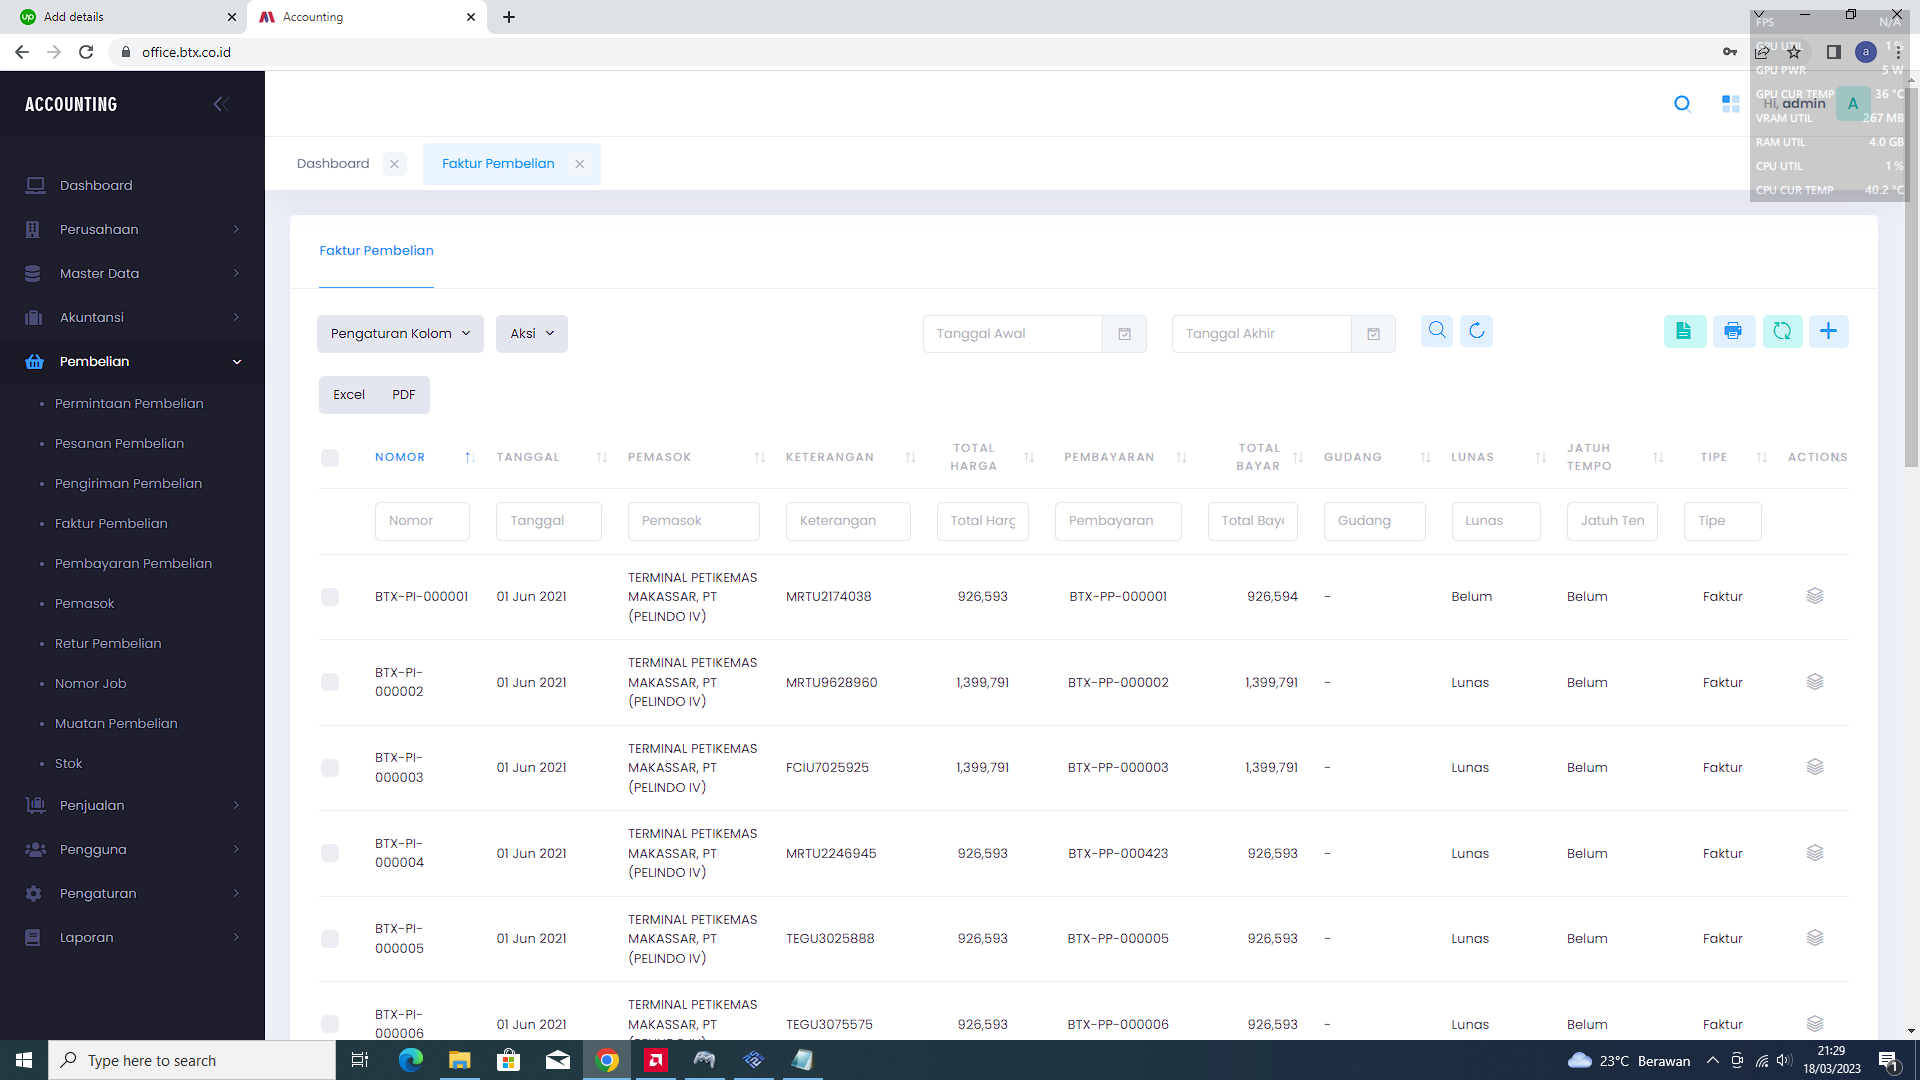 Add details
Accounting
office.btx.co.id
FPS N/A
GPU UTIL 1 %
GPU PWR 5 W
GPU CUR TEMP 36 °C
VRAM UTIL 267 MB
RAM UTIL 4.0 GB
CPU UTIL 1 %
CPU CUR TEMP 40.2 °C
a
ACCOUNTING
Hi, admin A
Dashboard
Faktur Pembelian
Dashboard
Perusahaan
Master Data
Akuntansi
Pembelian
Permintaan Pembelian
Pesanan Pembelian
Pengiriman Pembelian
Faktur Pembelian
Pembayaran Pembelian
Pemasok
Retur Pembelian
Nomor Job
Muatan Pembelian
Stok
Penjualan
Pengguna
Pengaturan
Laporan
Faktur Pembelian
Pengaturan Kolom
Aksi
Tanggal Awal
Tanggal Akhir
Excel PDF
NOMOR TANGGAL PEMASOK KETERANGAN TOTAL HARGA PEMBAYARAN TOTAL BAYAR GUDANG LUNAS JATUH TEMPO TIPE ACTIONS
Nomor Tanggal Pemasok Keterangan Total Harg Pembayaran Total Bay Gudang Lunas Jatuh Ten Tipe
BTX-PI-000001 01 Jun 2021 TERMINAL PETIKEMAS MAKASSAR, PT (PELINDO IV) MRTU2174038 926,593 BTX-PP-000001 926,594 - Belum Belum Faktur
BTX-PI-000002 01 Jun 2021 TERMINAL PETIKEMAS MAKASSAR, PT (PELINDO IV) MRTU9628960 1,399,791 BTX-PP-000002 1,399,791 - Lunas Belum Faktur
BTX-PI-000003 01 Jun 2021 TERMINAL PETIKEMAS MAKASSAR, PT (PELINDO IV) FCIU7025925 1,399,791 BTX-PP-000003 1,399,791 - Lunas Belum Faktur
BTX-PI-000004 01 Jun 2021 TERMINAL PETIKEMAS MAKASSAR, PT (PELINDO IV) MRTU2246945 926,593 BTX-PP-000423 926,593 - Lunas Belum Faktur
BTX-PI-000005 01 Jun 2021 TERMINAL PETIKEMAS MAKASSAR, PT (PELINDO IV) TEGU3025888 926,593 BTX-PP-000005 926,593 - Lunas Belum Faktur
BTX-PI-000006 01 Jun 2021 TERMINAL PETIKEMAS MAKASSAR, PT TEGU3075575 926,593 BTX-PP-000006 926,593 - Lunas Belum Faktur
Type here to search
23°C Berawan
21:29
18/03/2023
1